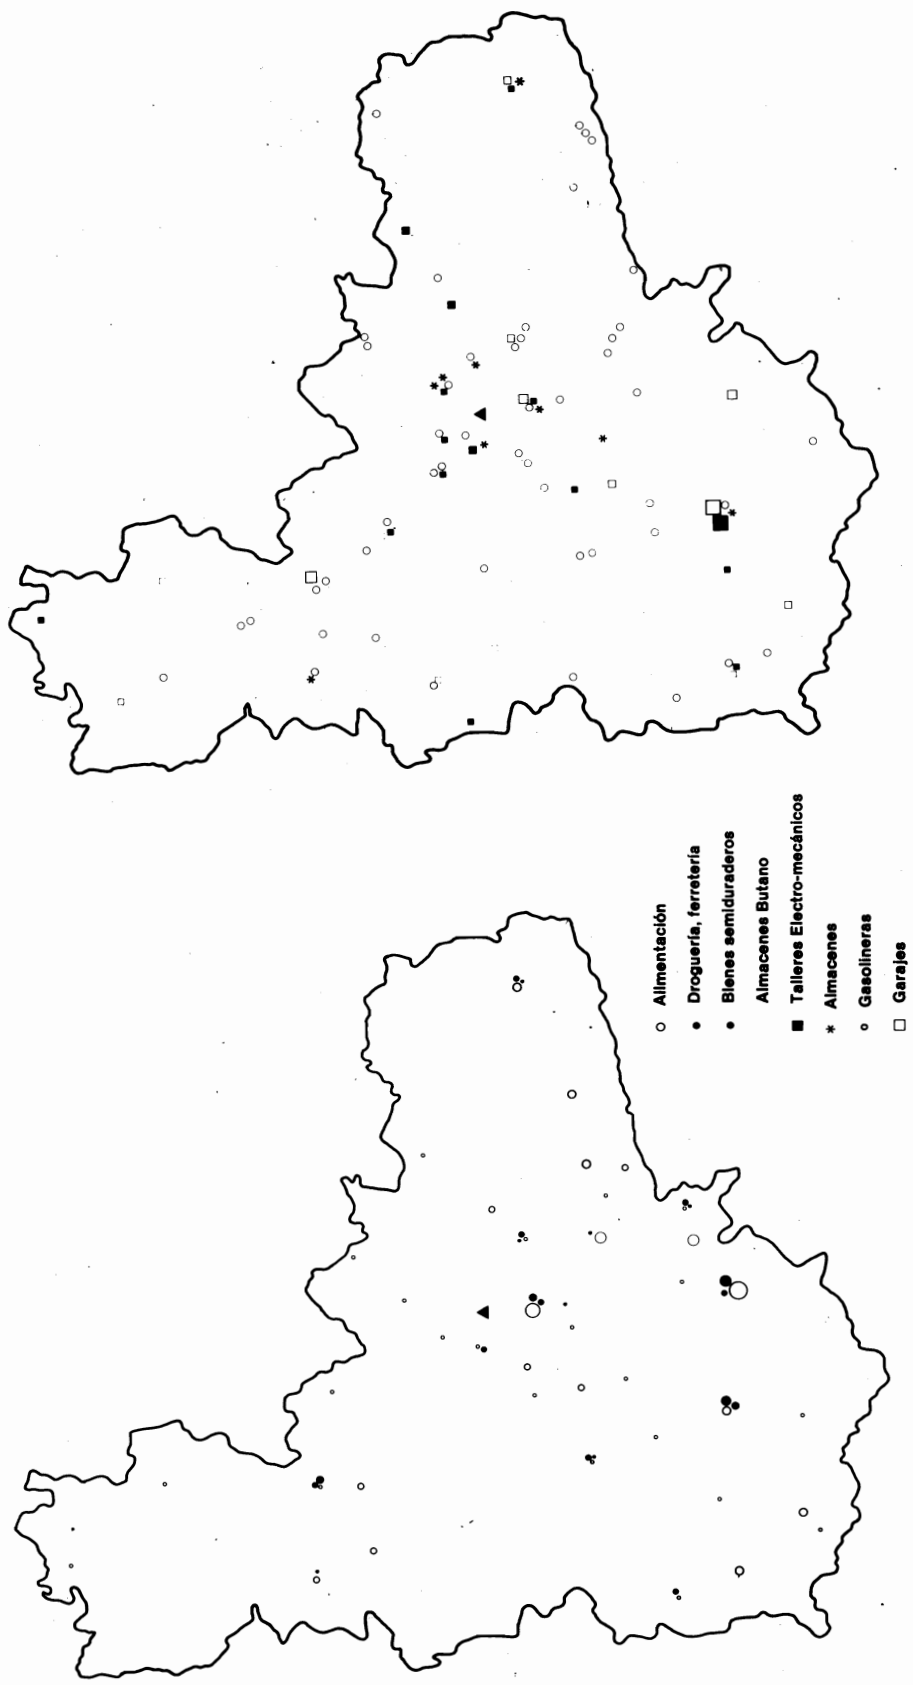 Alimentación
Droguería, ferretería
Bienes semiduraderos
Almacenes Butano
Talleres Electro-mecánicos
Almacenes
Gasolineras
Garajes